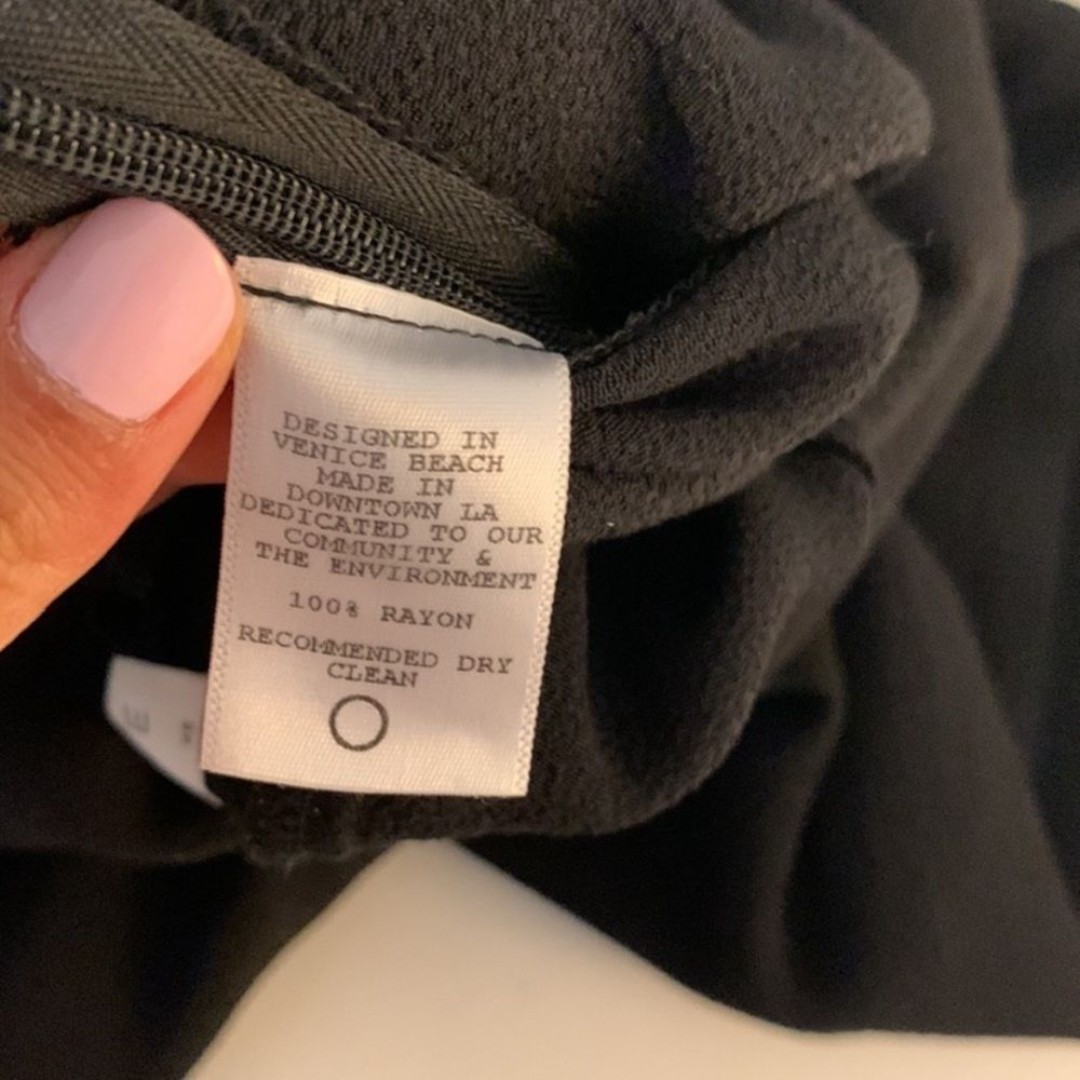 DESIGNED IN
VENICE BEACH
MADE IN
DOWNTOWN LA
DEDICATED TO OUR
COMMUNITY &
THE ENVIRONMENT
100% RAYON
RECOMMENDED DRY
CLEAN